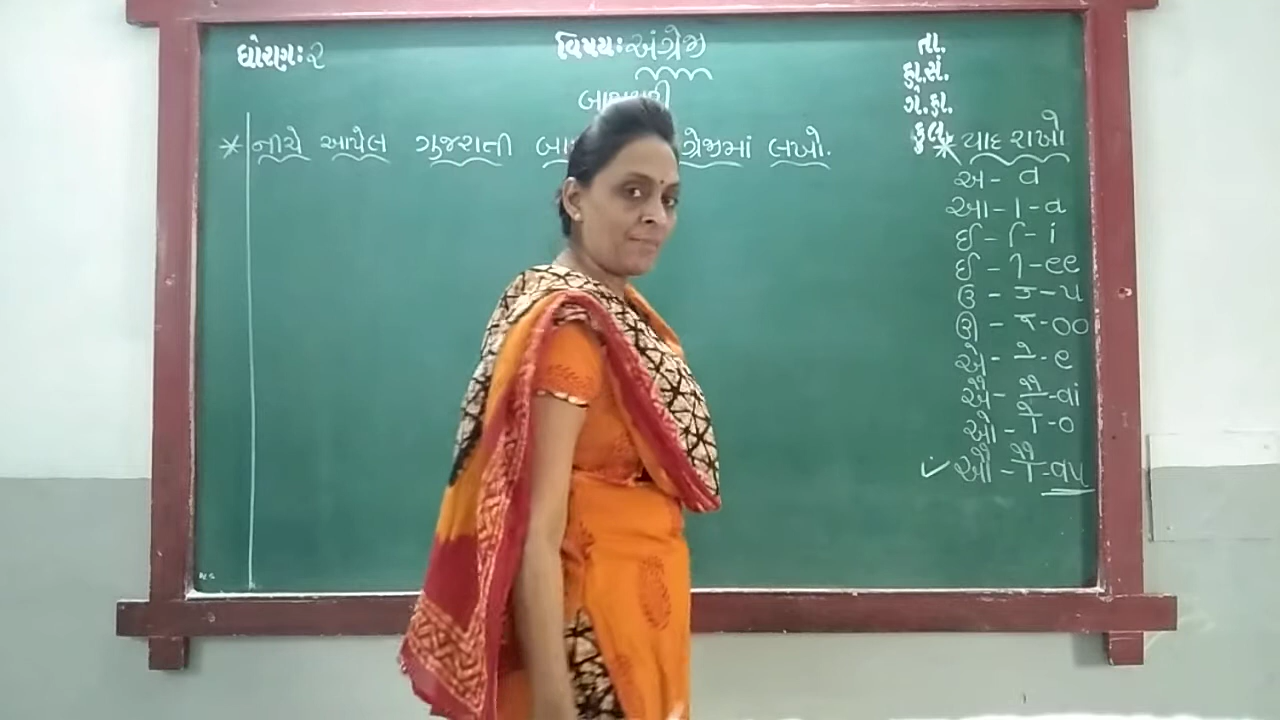 ધોરણ:૨
વિષય:અંગ્રેજી
તા.
હા.સં.
ગે.હા.
કુલ
* નીચે આપેલ ગુજરાતી લખો.
* યાદ રાખો
અ - a
આ - ા - a
ઈ - િ - i
ઈ - ી - ee
ઉ - ુ - u
ઊ - ૂ - oo
એ - ે - e
ઐ - ૈ - ai
ઓ - ો - o
✓ ઔ - ૌ - au